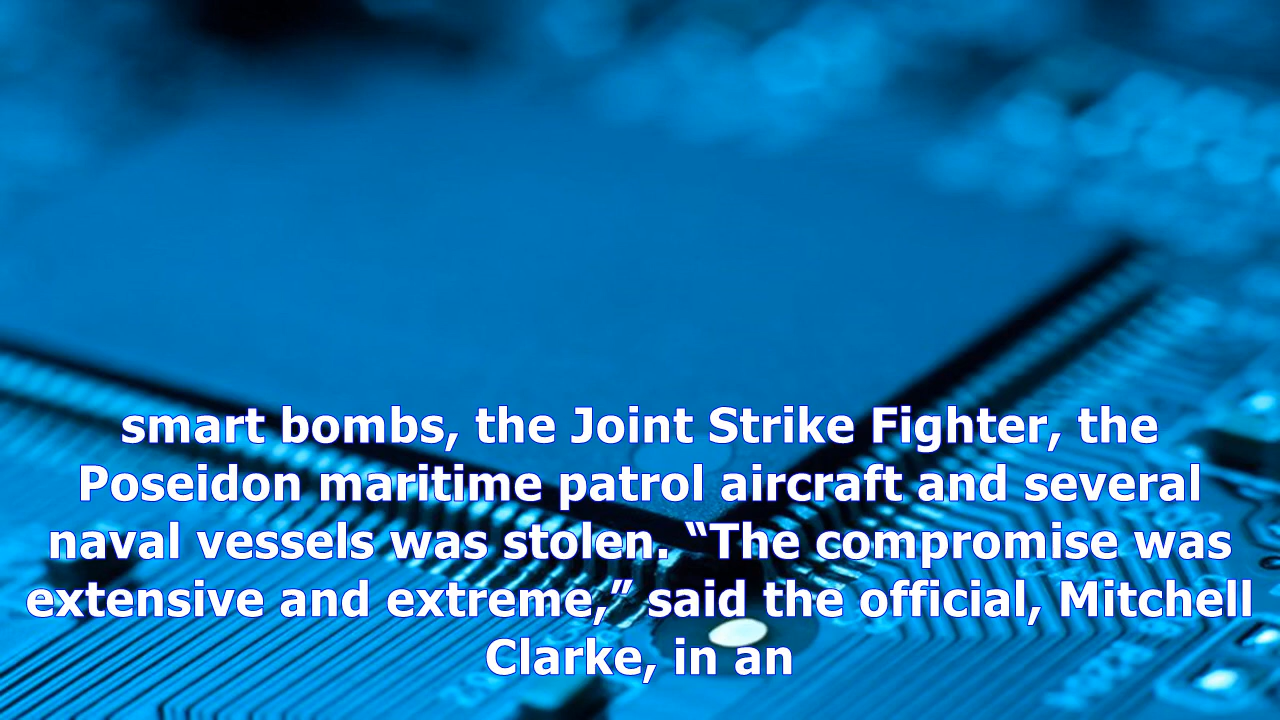 smart bombs, the Joint Strike Fighter, the
Poseidon maritime patrol aircraft and several
naval vessels was stolen. “The compromise was
extensive and extreme,” said the official, Mitchell
Clarke, in an